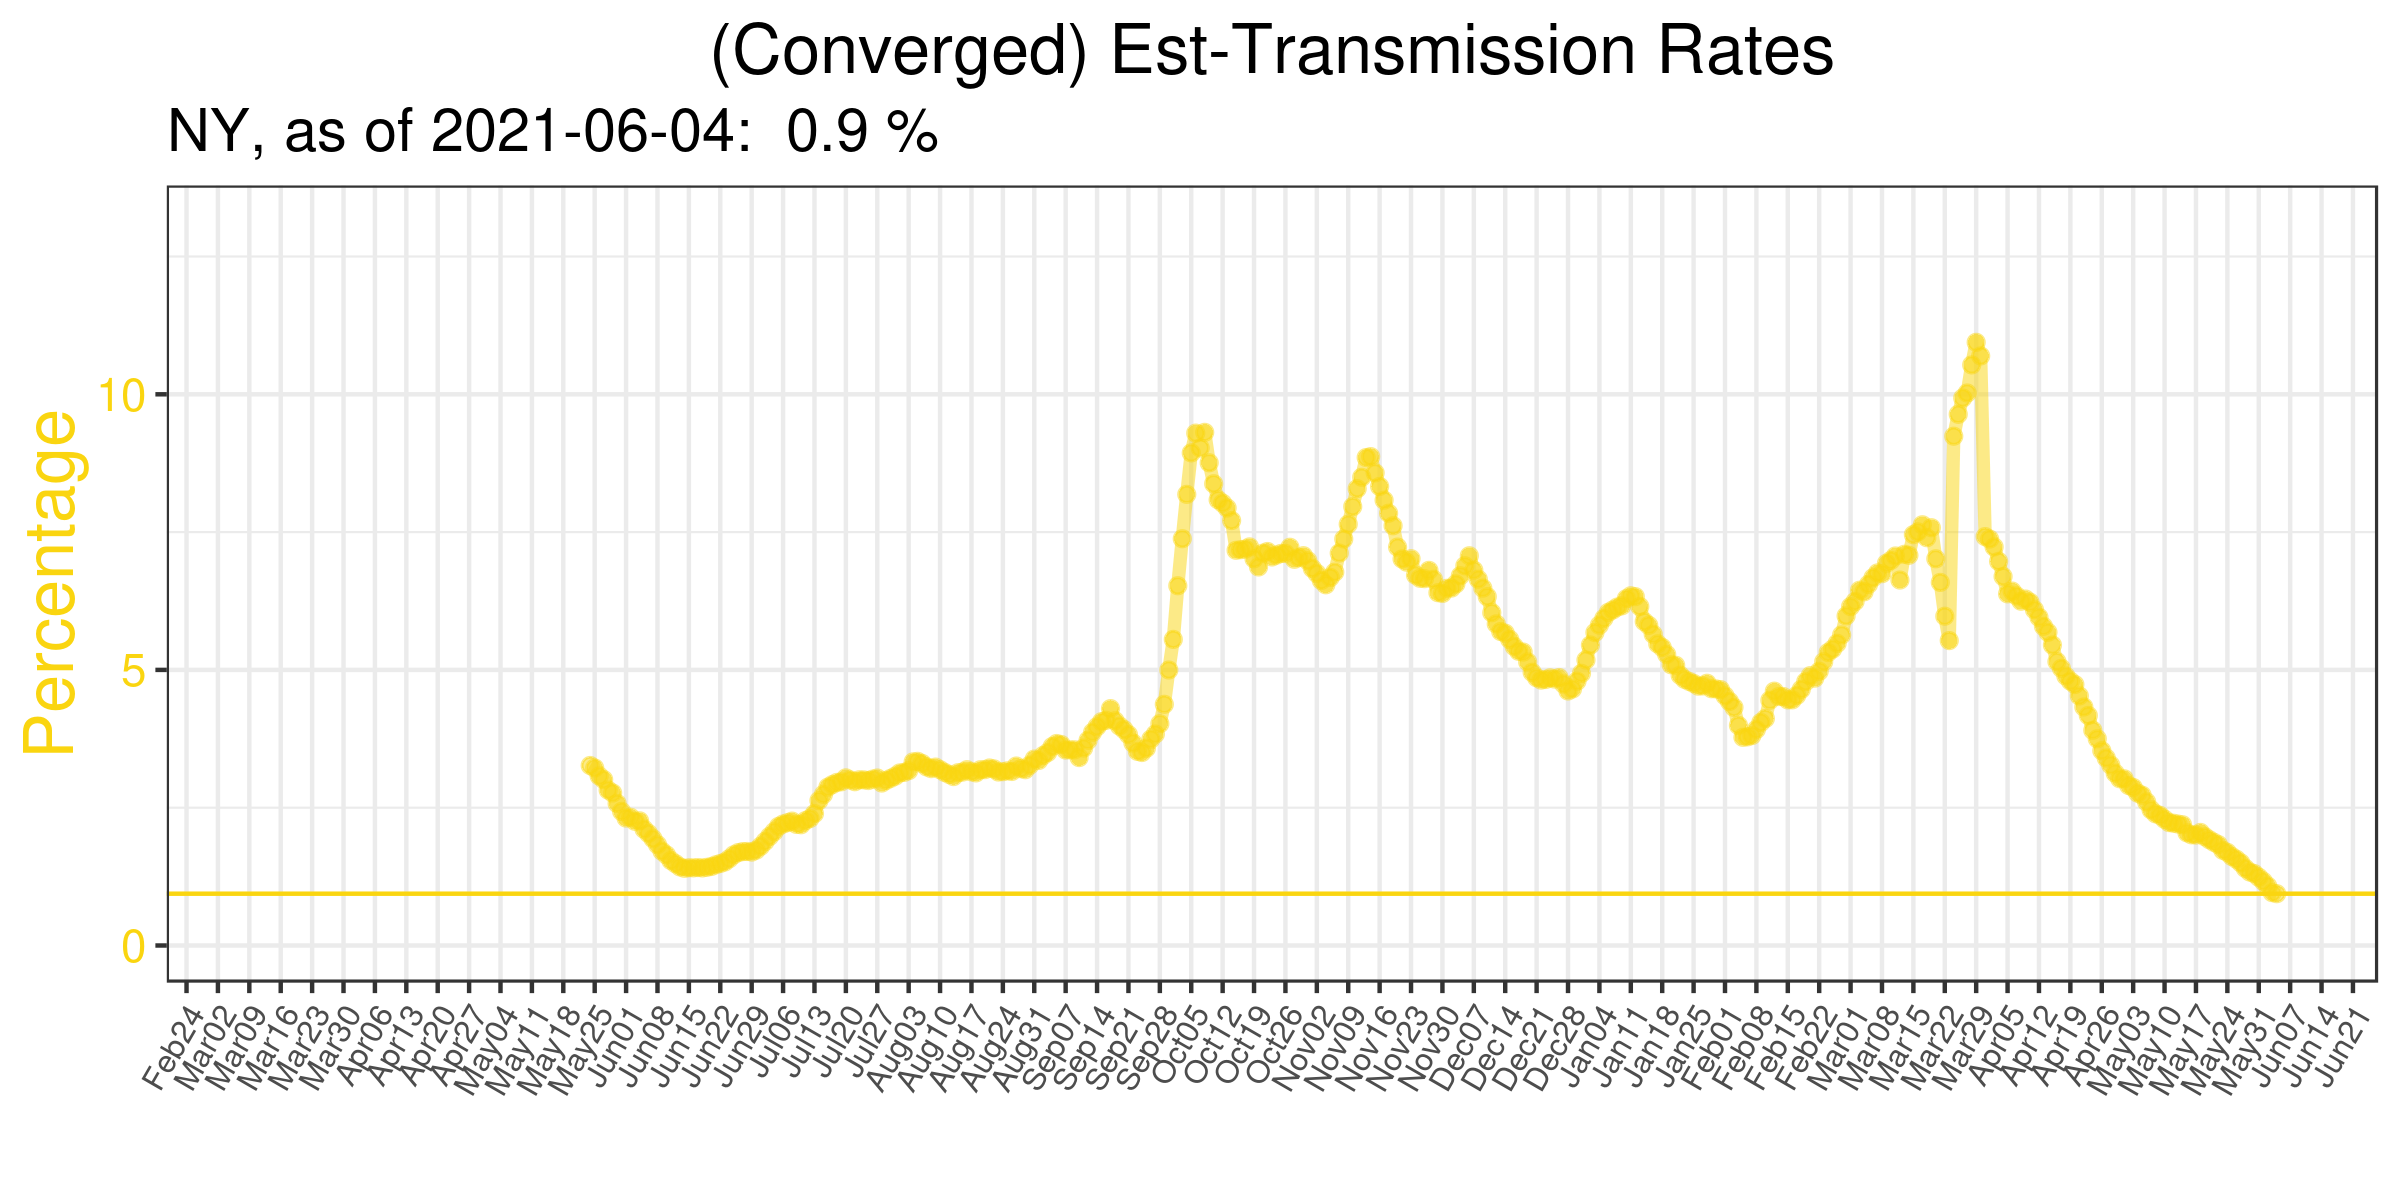 (Converged) Est-Transmission Rates
NY, as of 2021-06-04:  0.9 %
Percentage
10
5
0
Feb24
Mar02
Mar09
Mar16
Mar23
Mar30
Apr06
Apr13
Apr20
Apr27
May04
May11
May18
May25
Jun01
Jun08
Jun15
Jun22
Jun29
Jul06
Jul13
Jul20
Jul27
Aug03
Aug10
Aug17
Aug24
Aug31
Sep07
Sep14
Sep21
Sep28
Oct05
Oct12
Oct19
Oct26
Nov02
Nov09
Nov16
Nov23
Nov30
Dec07
Dec14
Dec21
Dec28
Jan04
Jan11
Jan18
Jan25
Feb01
Feb08
Feb15
Feb22
Mar01
Mar08
Mar15
Mar22
Mar29
Apr05
Apr12
Apr19
Apr26
May03
May10
May17
May24
May31
Jun07
Jun14
Jun21